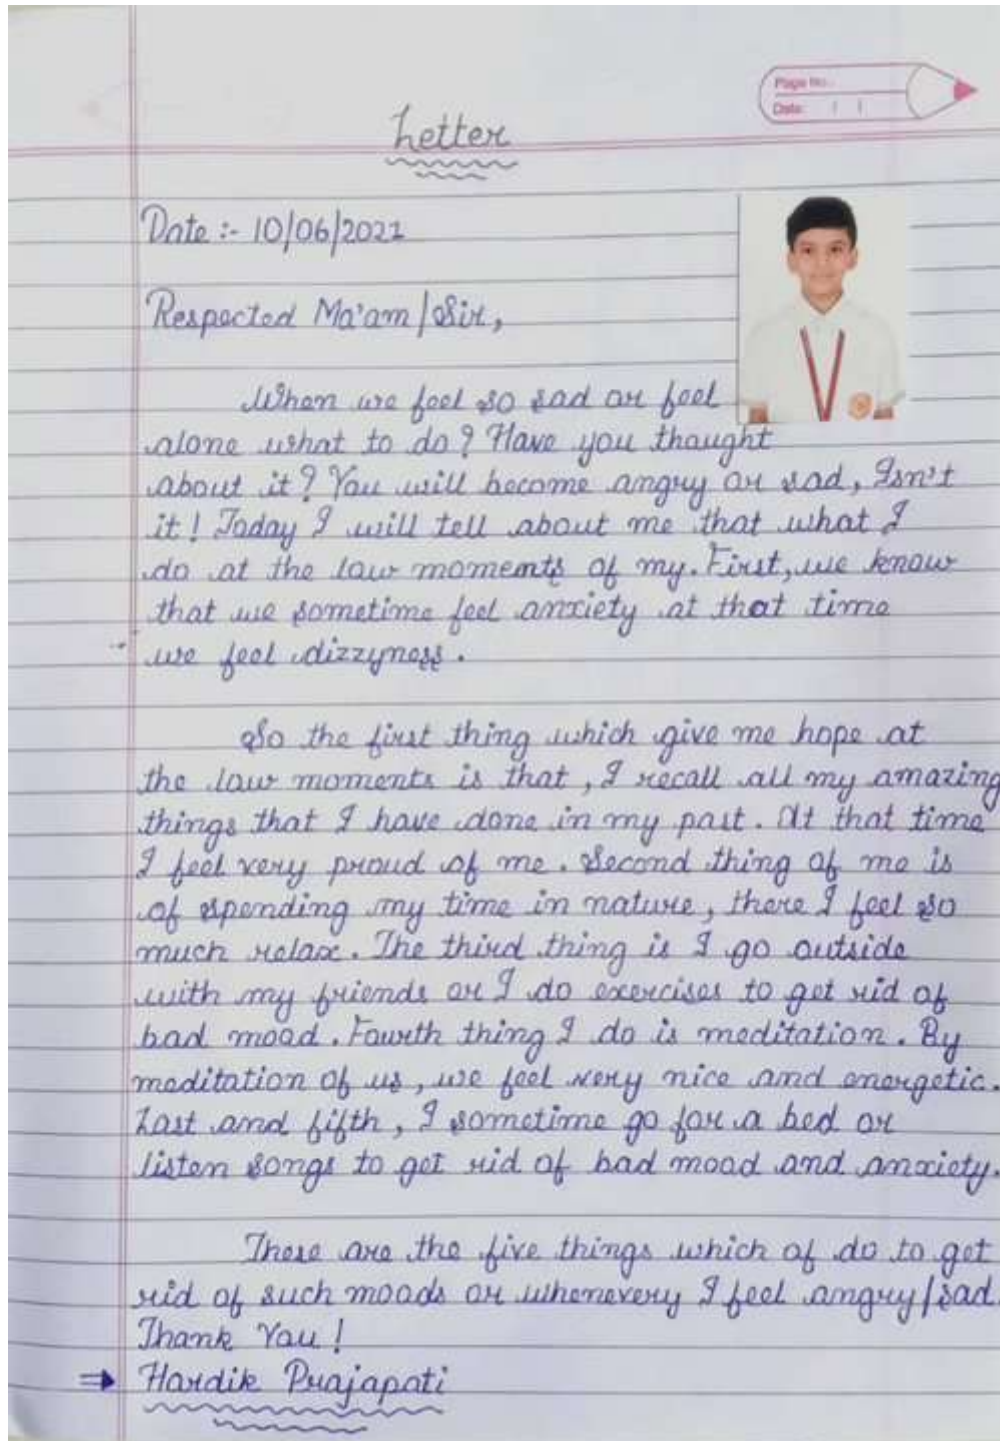 Page No.
Date: / /
Letter
Date :- 10/06/2021
Respected Ma'am/Sir,
When we feel so sad or feel
alone what to do? Have you thought
about it? You will become angry or sad, Isn't
it! Today I will tell about me that what I
do at the low moments of my. First, we know
that we sometime feel anxiety at that time
we feel dizzyness.
So the first thing which give me hope at
the low moments is that, I recall all my amazing
things that I have done in my past. At that time
I feel very proud of me. Second thing of me is
of spending my time in nature, there I feel so
much relax. The third thing is I go outside
with my friends or I do exercises to get rid of
bad mood. Fourth thing I do is meditation. By
meditation of us, we feel very nice and energetic.
Last and fifth, I sometime go for a bed or
listen songs to get rid of bad mood and anxiety.
These are the five things which of do to get
rid of such moods or whenevery I feel angry/sad.
Thank You!
⇒ Hardik Prajapati